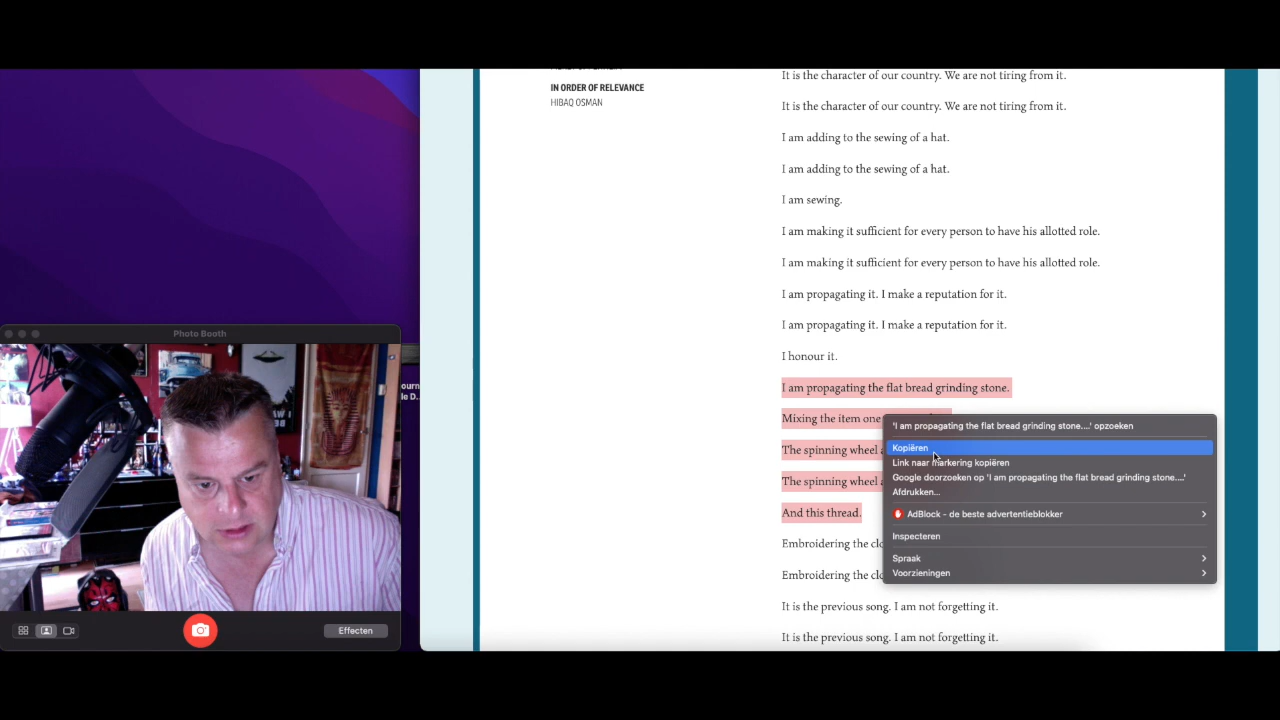 IN ORDER OF RELEVANCE
HIBAQ OSMAN
It is the character of our country. We are not tiring from it.
It is the character of our country. We are not tiring from it.
I am adding to the sewing of a hat.
I am adding to the sewing of a hat.
I am sewing.
I am making it sufficient for every person to have his allotted role.
I am making it sufficient for every person to have his allotted role.
I am propagating it. I make a reputation for it.
I am propagating it. I make a reputation for it.
I honour it.
I am propagating the flat bread grinding stone.
Mixing the item one
The spinning wheel
The spinning wheel
And this thread.
Embroidering the
Embroidering the
It is the previous song. I am not forgetting it.
It is the previous song. I am not forgetting it.
'I am propagating the flat bread grinding stone....' opzoeken
Kopiëren
Link naar markering kopiëren
Google doorzoeken op 'I am propagating the flat bread grinding stone....'
Afdrukken...
AdBlock - de beste advertentieblokker
Inspecteren
Spraak
Voorzieningen
Photo Booth
Effecten